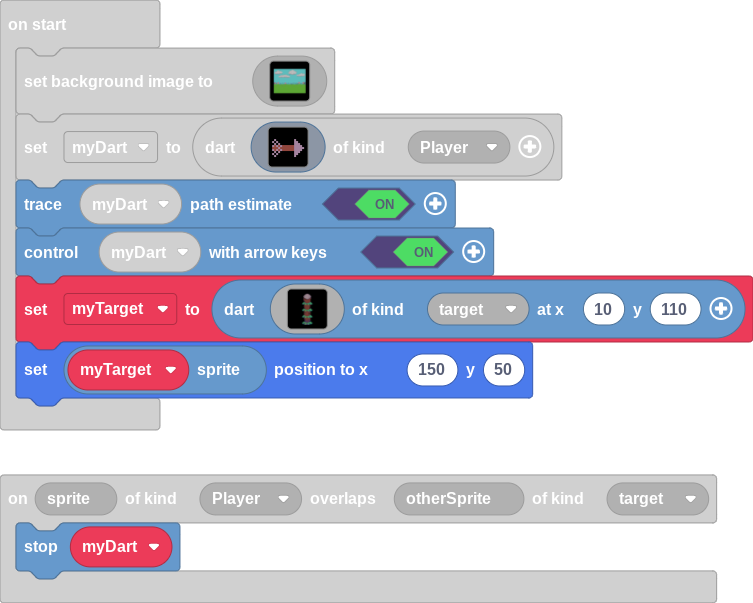 on start
set background image to
set myDart to dart of kind Player
trace myDart path estimate ON
control myDart with arrow keys ON
set myTarget to dart of kind target at x 10 y 110
set myTarget sprite position to x 150 y 50
on sprite of kind Player overlaps otherSprite of kind target
stop myDart